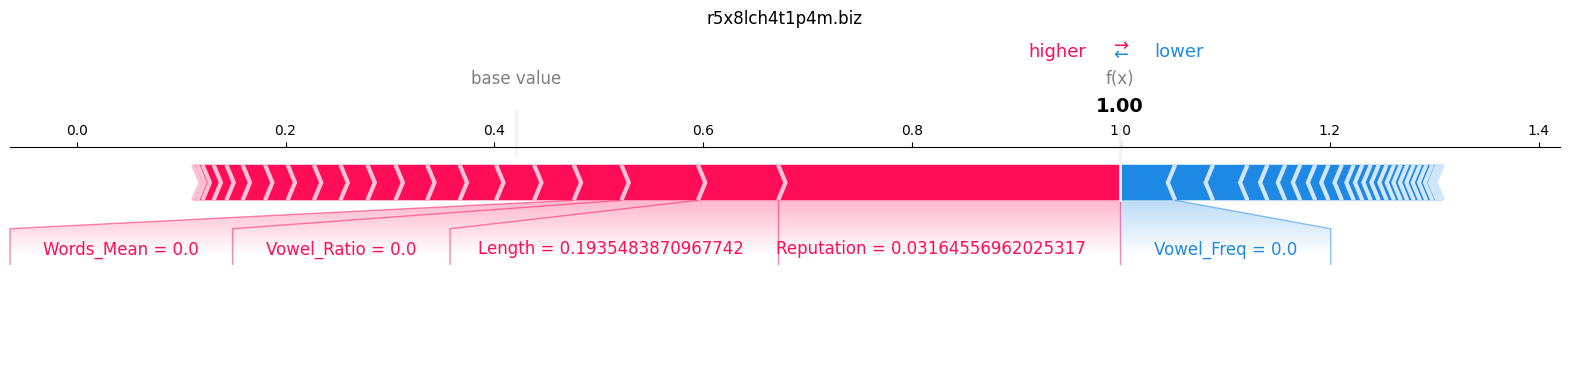 r5x8lch4t1p4m.biz
higher ⇄ lower
base value f(x)
1.00
0.0 0.2 0.4 0.6 0.8 1.0 1.2 1.4
Words_Mean = 0.0 Vowel_Ratio = 0.0 Length = 0.1935483870967742 Reputation = 0.03164556962025317 Vowel_Freq = 0.0